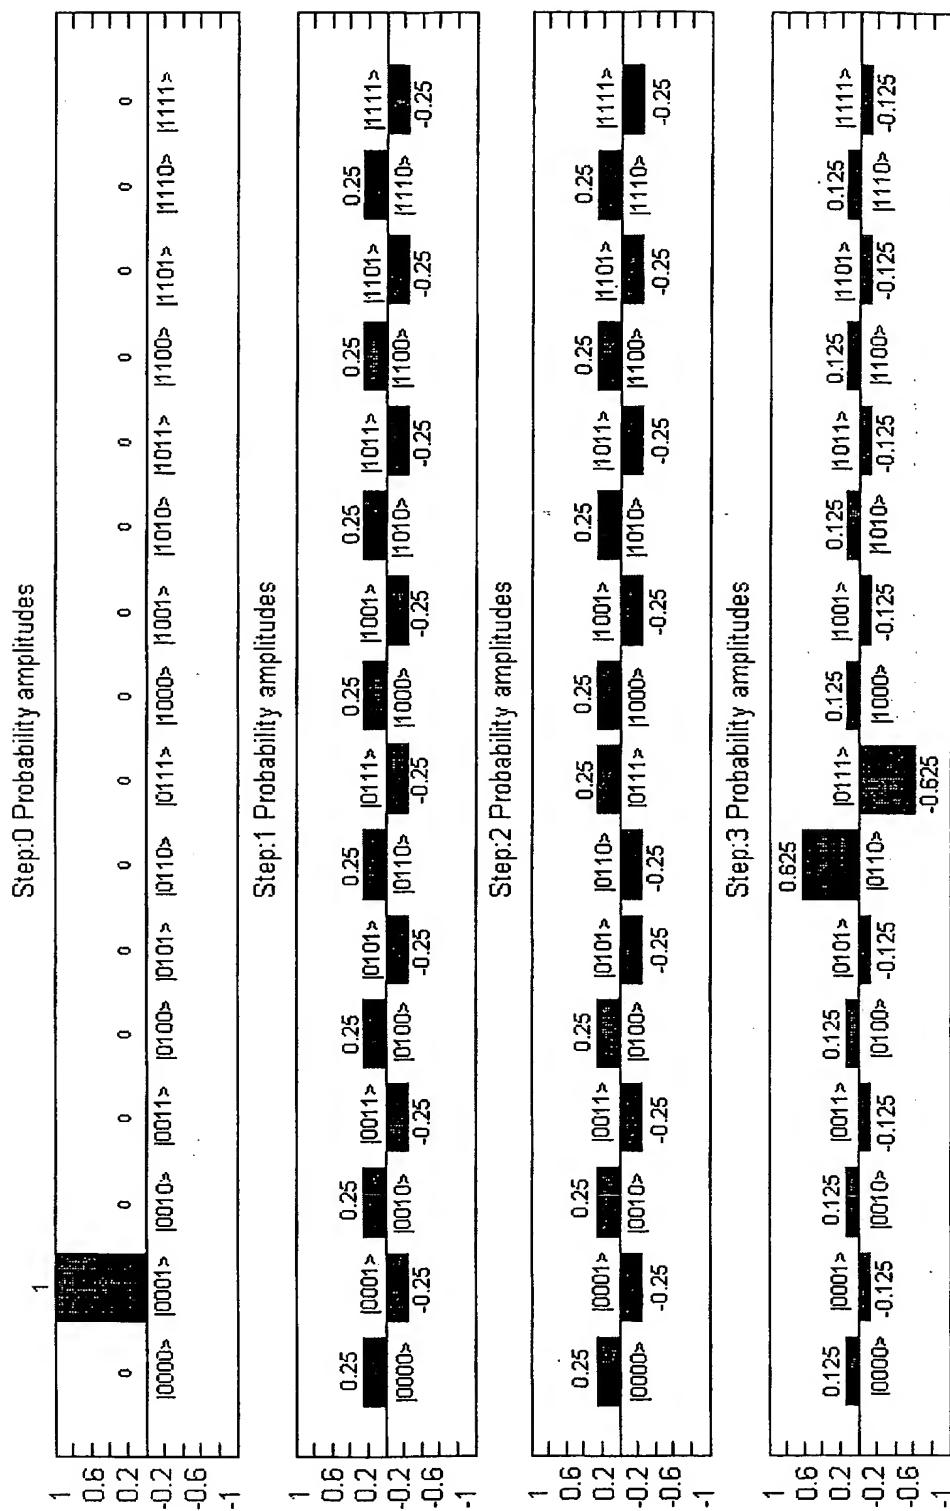 Step:0 Probability amplitudes
1
1
0.6
0.2
-0.2
-0.6
-1
0 0 0 0 0 0 0 0 0 0 0 0 0 0 0
|0000> |0001> |0010> |0011> |0100> |0101> |0110> |0111> |1000> |1001> |1010> |1011> |1100> |1101> |1110> |1111>
Step:1 Probability amplitudes
1
0.6
0.2
-0.2
-0.6
-1
0.25 0.25 0.25 0.25 0.25 0.25 0.25 0.25
|0001> |0011> |0101> |0111> |1001> |1011> |1101> |1111>
|0000> |0010> |0100> |0110> |1000> |1010> |1100> |1110>
-0.25 -0.25 -0.25 -0.25 -0.25 -0.25 -0.25 -0.25
Step:2 Probability amplitudes
1
0.6
0.2
-0.2
-0.6
-1
0.25 0.25 0.25 0.25 0.25 0.25 0.25 0.25
|0001> |0011> |0101> |0110> |1001> |1011> |1101> |1111>
|0000> |0010> |0100> |0111> |1000> |1010> |1100> |1110>
-0.25 -0.25 -0.25 -0.25 -0.25 -0.25 -0.25 -0.25
Step:3 Probability amplitudes
1
0.6
0.2
-0.2
-0.6
-1
0.125 0.125 0.125 0.625 0.125 0.125 0.125 0.125
|0001> |0011> |0101> |0111> |1001> |1011> |1101> |1111>
|0000> |0010> |0100> |0110> |1000> |1010> |1100> |1110>
-0.125 -0.125 -0.125 -0.625 -0.125 -0.125 -0.125 -0.125